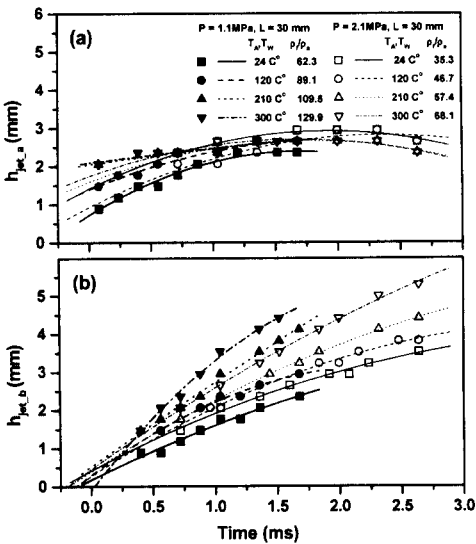 (a)
P = 1.1MPa, L = 30 mm P = 2.1MPa, L = 30 mm
TA,TW ρl/ρa TA,TW ρl/ρa
24 C° 62.3 24 C° 35.3
120 C° 89.1 120 C° 46.7
210 C° 109.5 210 C° 57.4
300 C° 129.9 300 C° 68.1
6
5
4
3
2
1
0
hjet_a (mm)
(b)
5
4
3
2
1
0
hjet_b (mm)
0.0 0.5 1.0 1.5 2.0 2.5 3.0
Time (ms)